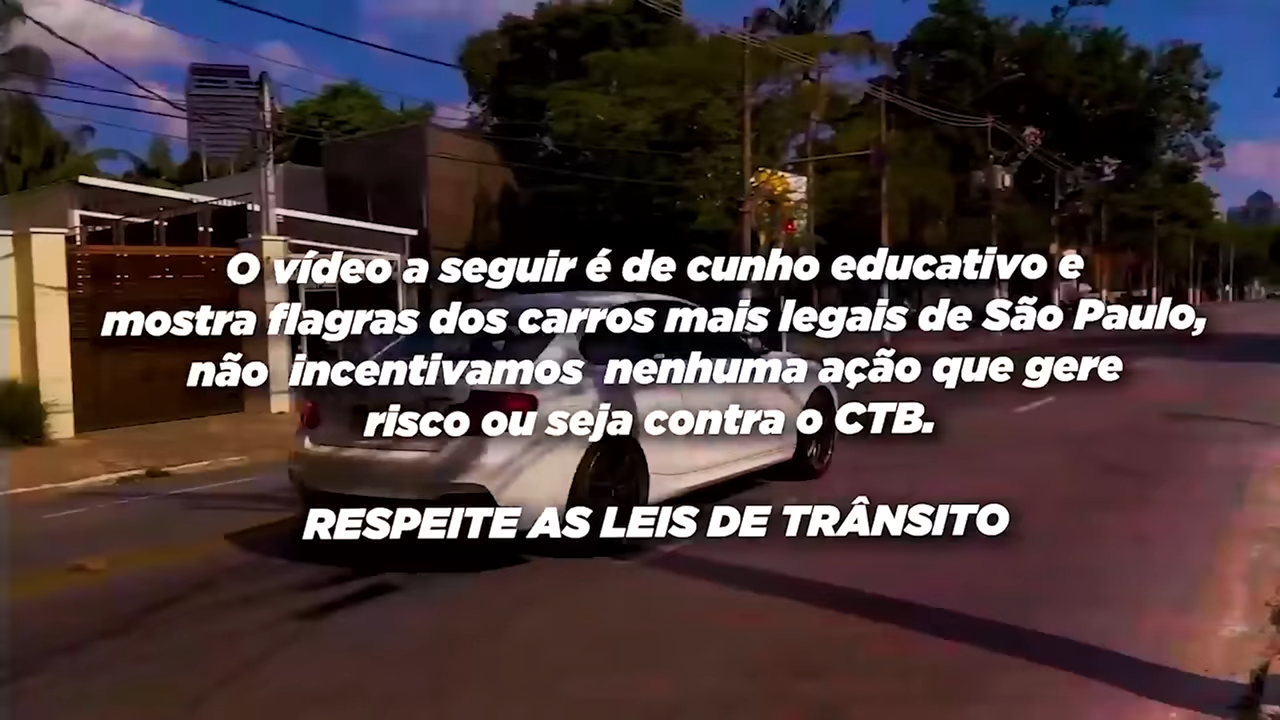 O vídeo a seguir é de cunho educativo e
mostra flagras dos carros mais legais de São Paulo,
não incentivamos nenhuma ação que gere
risco ou seja contra o CTB.
RESPEITE AS LEIS DE TRÂNSITO